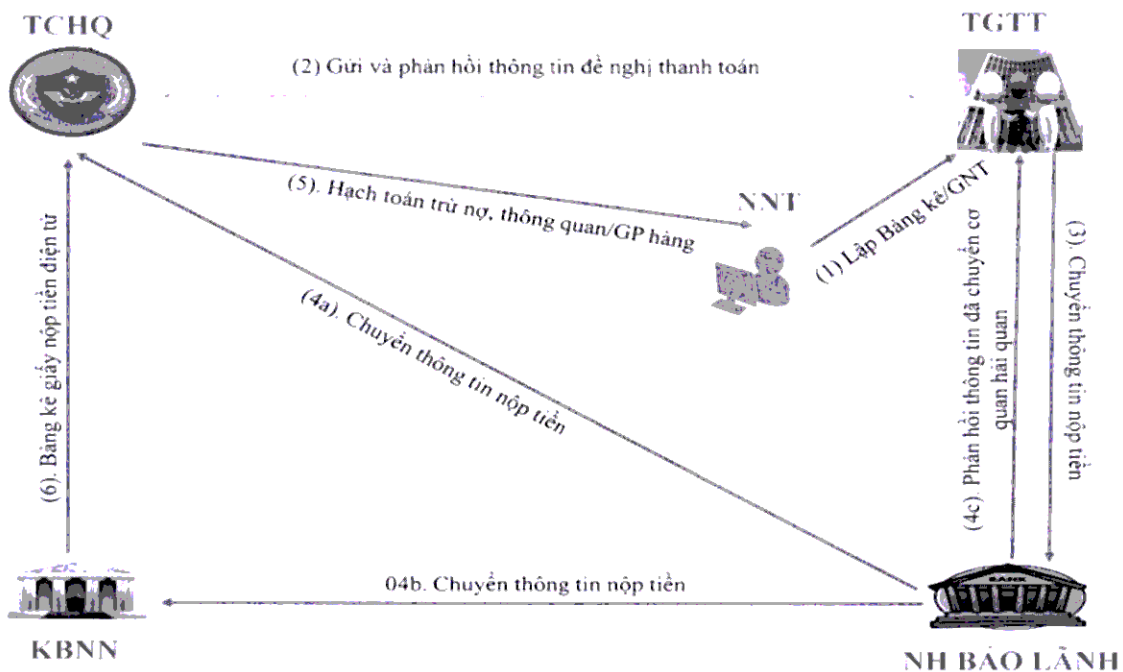 TCHQ
TGTT
(2) Gửi và phản hồi thông tin đề nghị thanh toán
(5). Hạch toán trừ nợ, thông quan/GP hàng
NNT
(1) Lập Bảng kê/GNT
(3). Chuyển thông tin nộp tiền
(4a). Chuyển thông tin nộp tiền
(4c). Phản hồi thông tin đã chuyển cơ
quan hải quan
(6). Bảng kê giấy nộp tiền điện tử
04b. Chuyển thông tin nộp tiền
BANK
KBNN
NH BẢO LÃNH